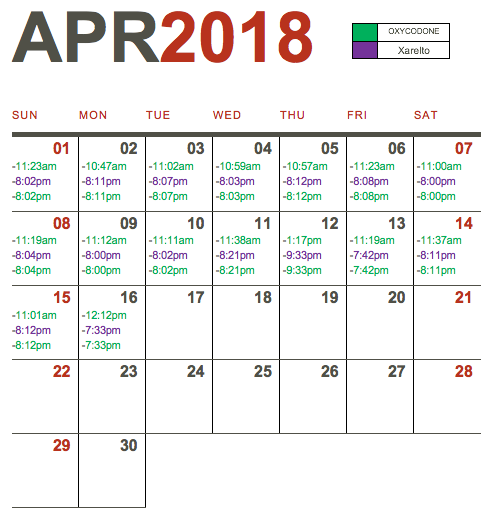 APR2018
OXYCODONE
Xarelto
SUN MON TUE WED THU FRI SAT
01 02 03 04 05 06 07
-11:23am -10:47am -11:02am -10:59am -10:57am -11:23am -11:00am
-8:02pm -8:11pm -8:07pm -8:03pm -8:12pm -8:08pm -8:00pm
-8:02pm -8:11pm -8:07pm -8:03pm -8:12pm -8:08pm -8:00pm
08 09 10 11 12 13 14
-11:19am -11:12am -11:11am -11:38am -1:17pm -11:19am -11:37am
-8:04pm -8:00pm -8:02pm -8:21pm -9:33pm -7:42pm -8:11pm
-8:04pm -8:00pm -8:02pm -8:21pm -9:33pm -7:42pm -8:11pm
15 16 17 18 19 20 21
-11:01am -12:12pm
-8:12pm -7:33pm
-8:12pm -7:33pm
22 23 24 25 26 27 28
29 30